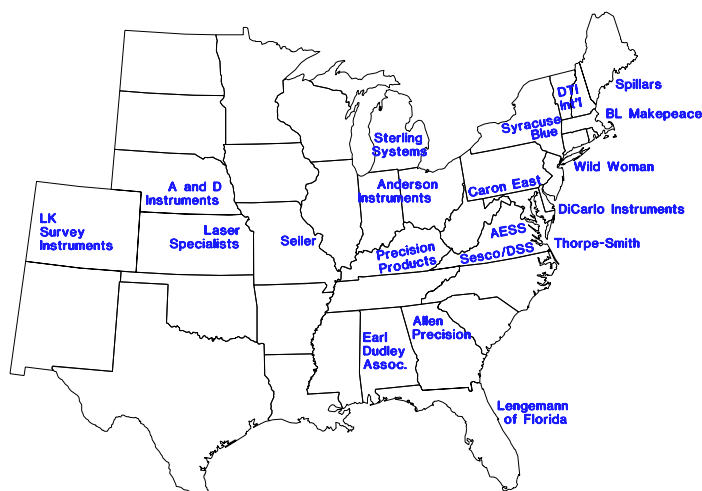 Spillars
DTI
Int'l
BL Makepeace
Syracuse
Blue
Sterling
Systems
Wild Woman
A and D
Instruments
Anderson
Instruments
Caron East
DiCarlo Instruments
LK
Survey
Instruments
Laser
Specialists
Seller
Precision
Products
AESS
Sesco/DSS
Thorpe-Smith
Earl
Dudley
Assoc.
Allen
Precision
Lengemann
of Florida